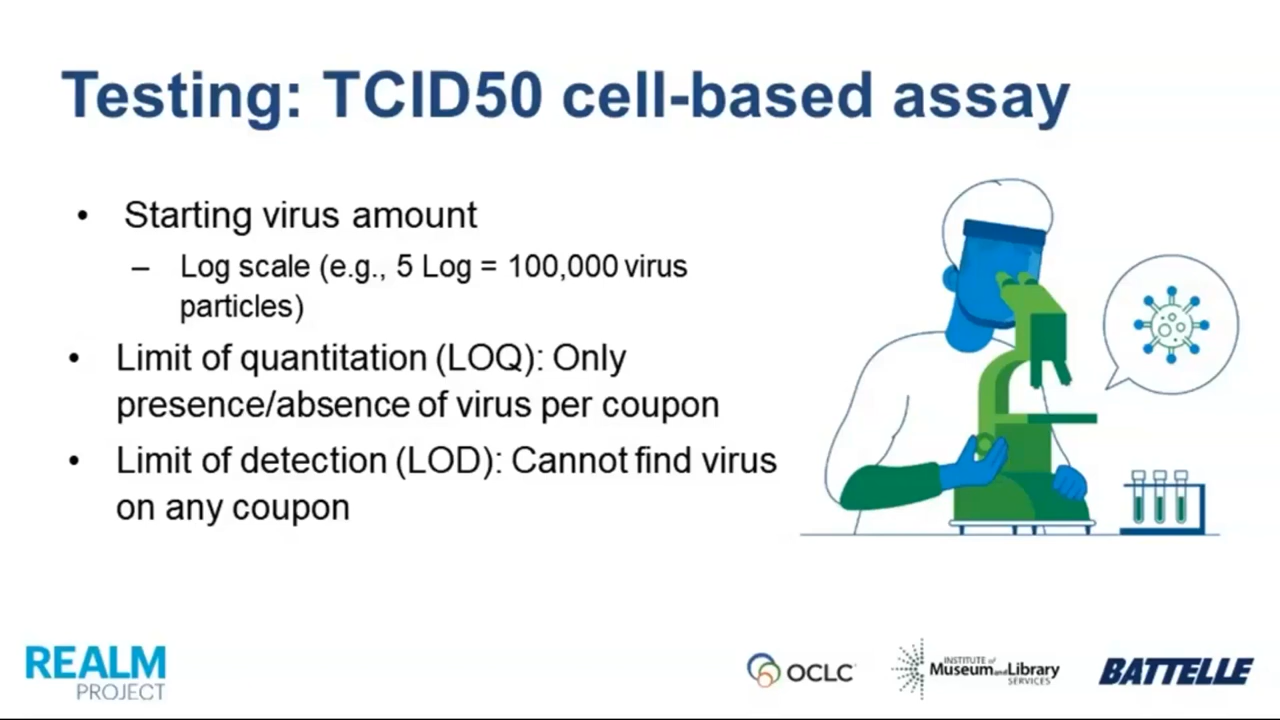 Testing: TCID50 cell-based assay
• Starting virus amount
– Log scale (e.g., 5 Log = 100,000 virus
particles)
• Limit of quantitation (LOQ): Only
presence/absence of virus per coupon
• Limit of detection (LOD): Cannot find virus
on any coupon
REALM
PROJECT
OCLC
INSTITUTE of
Museum and Library
SERVICES
BATTELLE